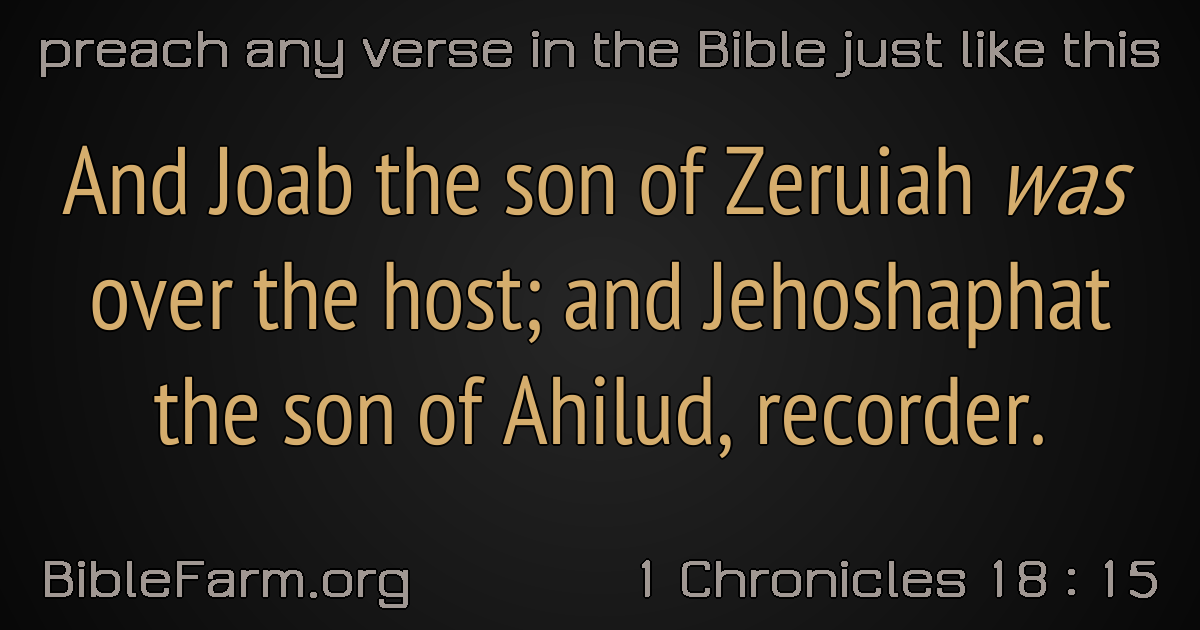 preach any verse in the Bible just like this
And Joab the son of Zeruiah was
over the host; and Jehoshaphat
the son of Ahilud, recorder.
BibleFarm.org
1 Chronicles 18 : 15